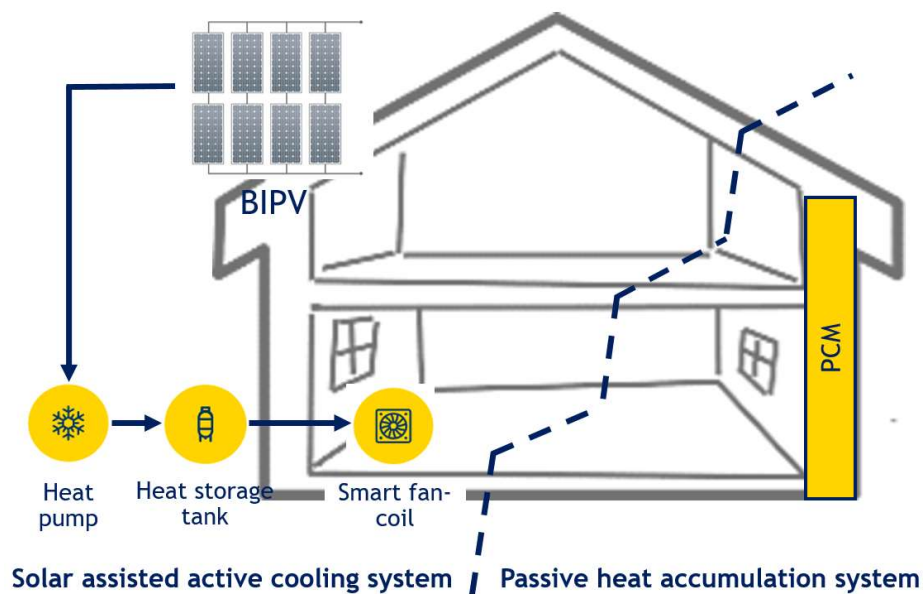 BIPV
PCM
Heat
pump
Heat storage
tank
Smart fan-
coil
Solar assisted active cooling system
Passive heat accumulation system